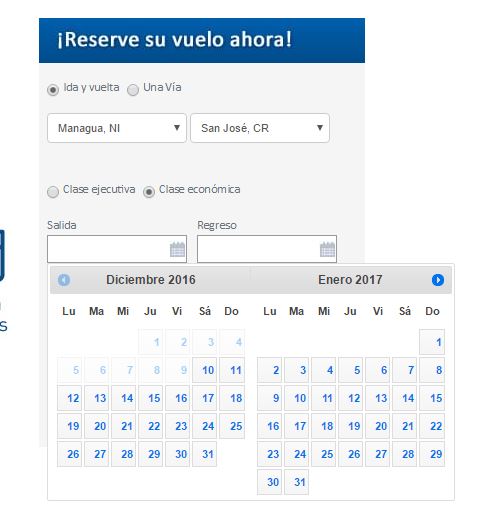 ¡Reserve su vuelo ahora!
Ida y vuelta Una Vía
Managua, NI San José, CR
Clase ejecutiva Clase económica
Salida Regreso
Diciembre 2016 Enero 2017
Lu Ma Mi Ju Vi Sá Do Lu Ma Mi Ju Vi Sá Do
1 2 3 4 1
5 6 7 8 9 10 11 2 3 4 5 6 7 8
12 13 14 15 16 17 18 9 10 11 12 13 14 15
19 20 21 22 23 24 25 16 17 18 19 20 21 22
26 27 28 29 30 31 23 24 25 26 27 28 29
30 31